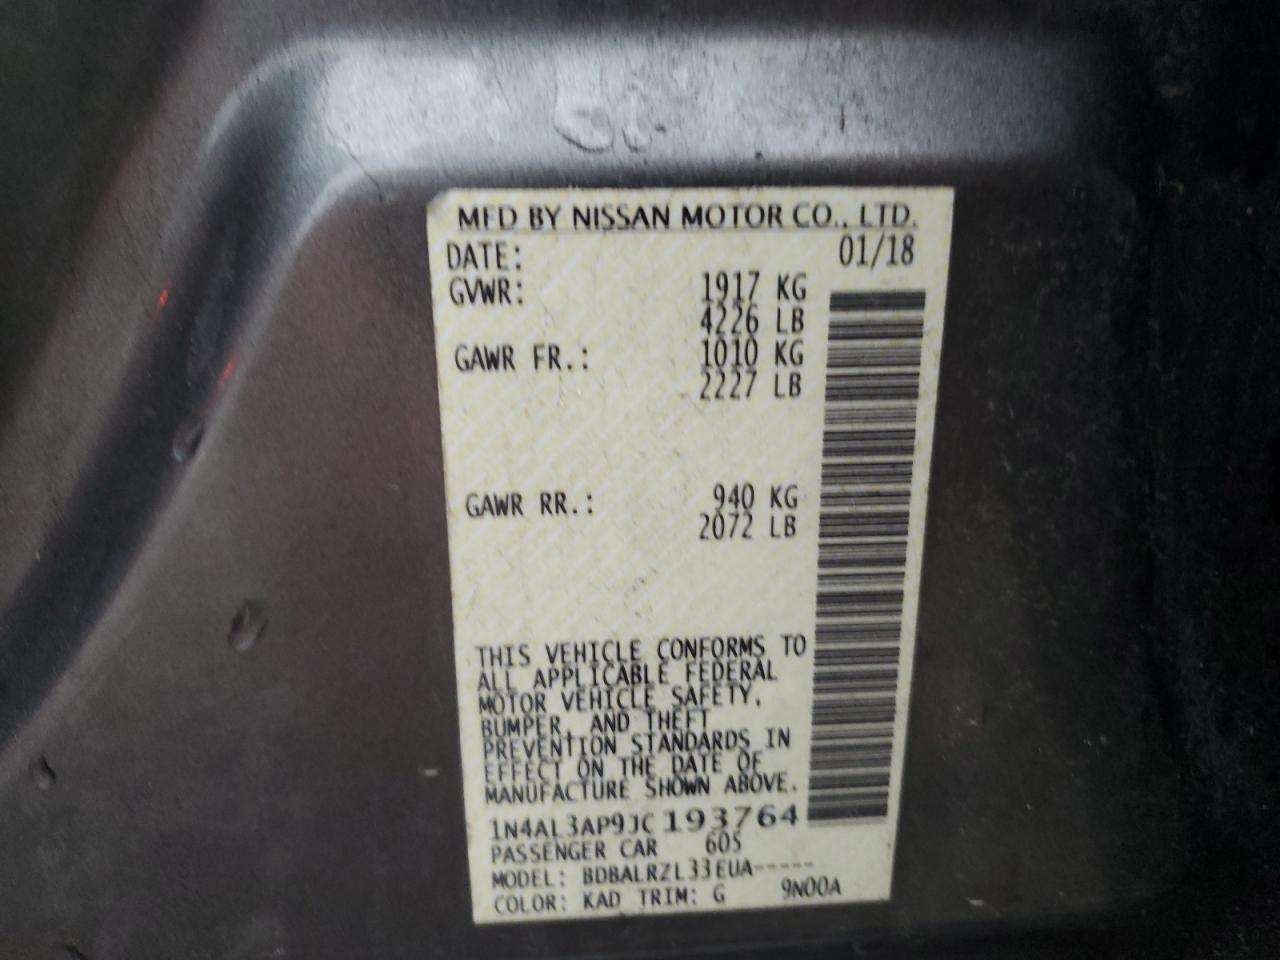 MFD BY NISSAN MOTOR CO., LTD.
DATE: 01/18
GVWR: 1917 KG
4226 LB
GAWR FR.: 1010 KG
2227 LB
GAWR RR.: 940 KG
2072 LB
THIS VEHICLE CONFORMS TO
ALL APPLICABLE FEDERAL
MOTOR VEHICLE SAFETY,
BUMPER, AND THEFT
PREVENTION STANDARDS IN
EFFECT ON THE DATE OF
MANUFACTURE SHOWN ABOVE.
1N4AL3AP9JC193764
PASSENGER CAR 605
MODEL: BDBALRZL33EUA-----
COLOR: KAD TRIM: G 9N00A